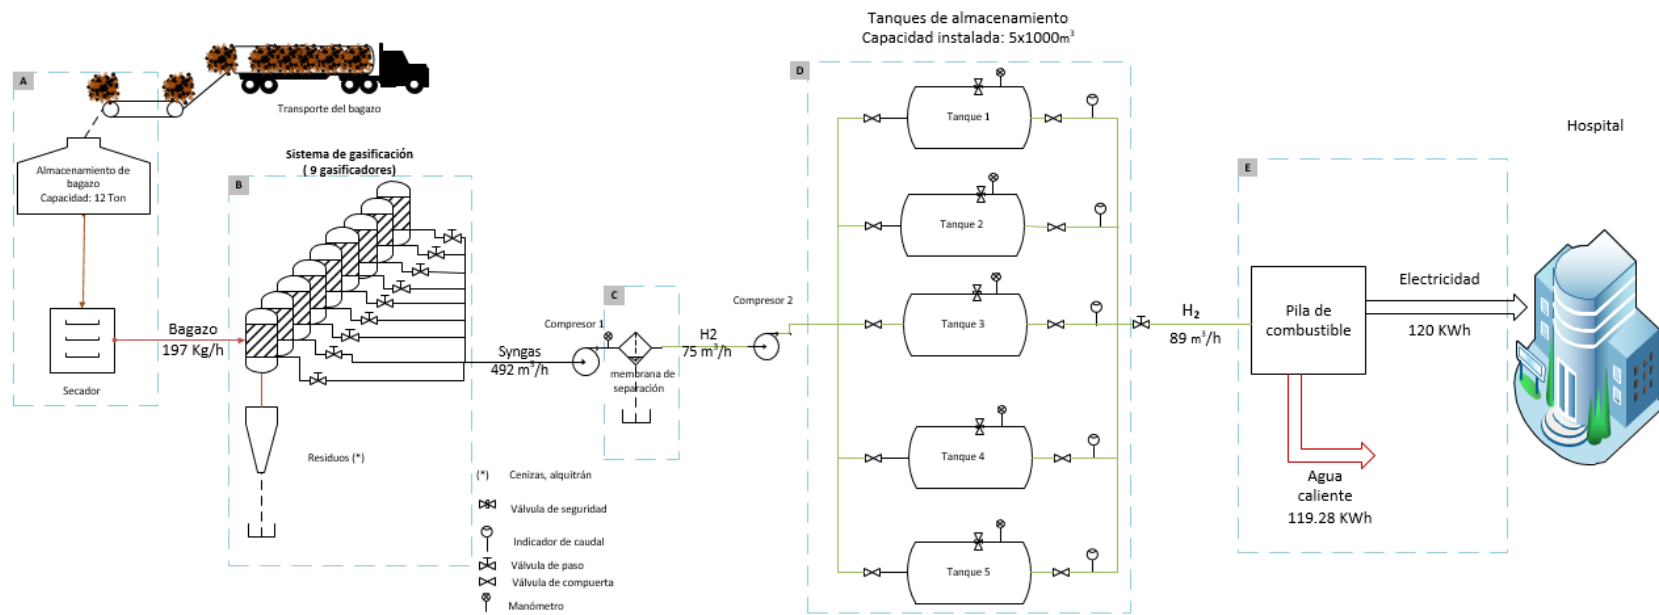 Tanques de almacenamiento
Capacidad instalada: 5x1000m³
A
Transporte del bagazo
Almacenamiento de
bagazo
Capacidad: 12 Ton
Secador
Bagazo
197 Kg/h
Sistema de gasificación
( 9 gasificadores)
B
Residuos (*)
Syngas
492 m³/h
Compresor 1
C
membrana de
separación
H2
75 m³/h
Compresor 2
D
Tanque 1
Tanque 2
Tanque 3
Tanque 4
Tanque 5
H₂
89 m³/h
E
Pila de
combustible
Electricidad
120 KWh
Agua
caliente
119.28 KWh
Hospital
(*) Cenizas, alquitrán
Válvula de seguridad
Indicador de caudal
Válvula de paso
Válvula de compuerta
Manómetro